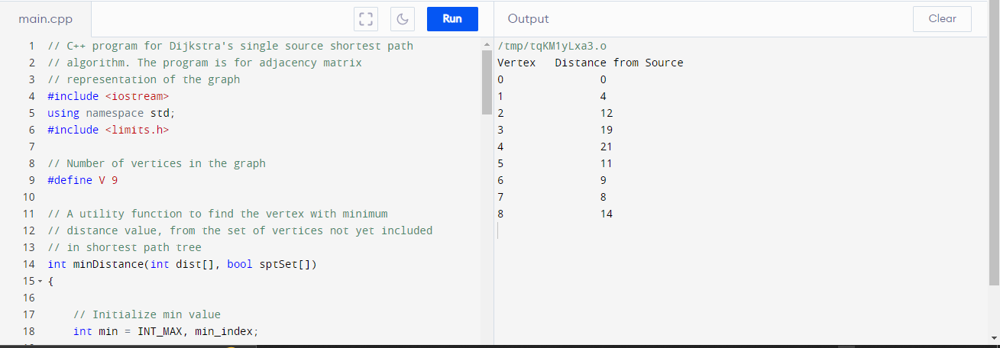 main.cpp
Run
Output
Clear
1 // C++ program for Dijkstra's single source shortest path
2 // algorithm. The program is for adjacency matrix
3 // representation of the graph
4 #include <iostream>
5 using namespace std;
6 #include <limits.h>
7
8 // Number of vertices in the graph
9 #define V 9
10
11 // A utility function to find the vertex with minimum
12 // distance value, from the set of vertices not yet included
13 // in shortest path tree
14 int minDistance(int dist[], bool sptSet[])
15 {
16
17 // Initialize min value
18 int min = INT_MAX, min_index;
/tmp/tqKM1yLxa3.o
Vertex Distance from Source
0 0
1 4
2 12
3 19
4 21
5 11
6 9
7 8
8 14